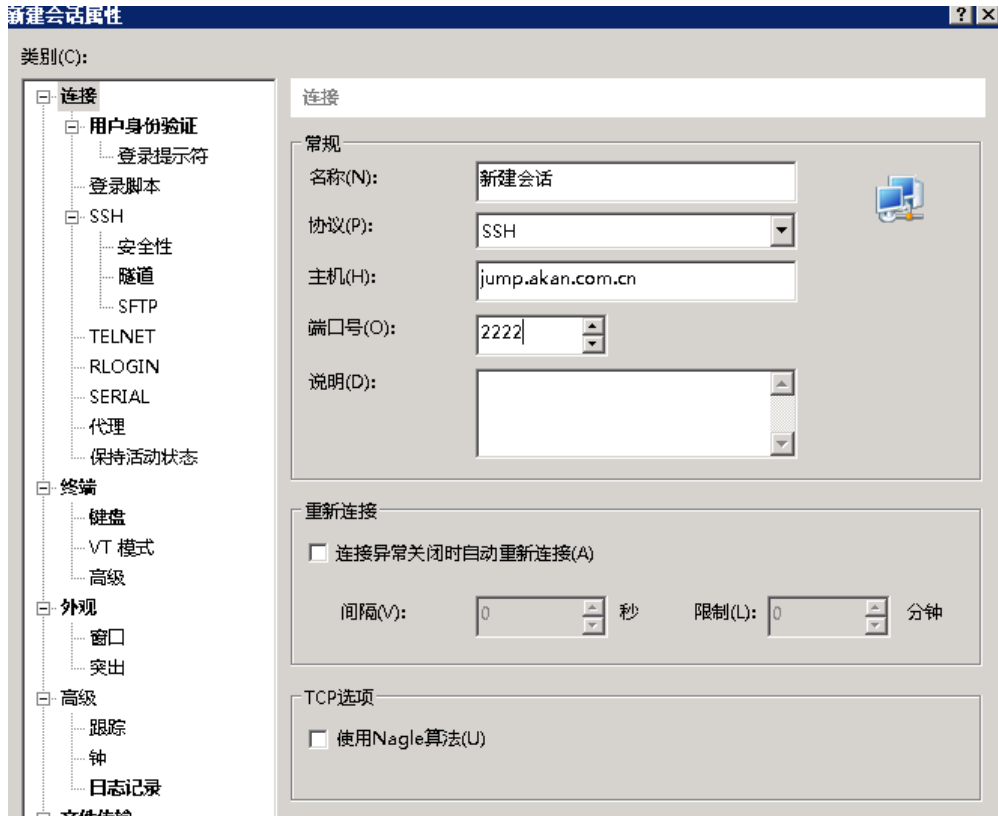 新建会话属性
类别(C):
连接
用户身份验证
登录提示符
登录脚本
SSH
安全性
隧道
SFTP
TELNET
RLOGIN
SERIAL
代理
保持活动状态
终端
键盘
VT 模式
高级
外观
窗口
突出
高级
跟踪
钟
日志记录
文件传输
连接
常规
名称(N): 新建会话
协议(P): SSH
主机(H): jump.akan.com.cn
端口号(O): 2222
说明(D):
重新连接
连接异常关闭时自动重新连接(A)
间隔(V): 0 秒 限制(L): 0 分钟
TCP选项
使用Nagle算法(U)